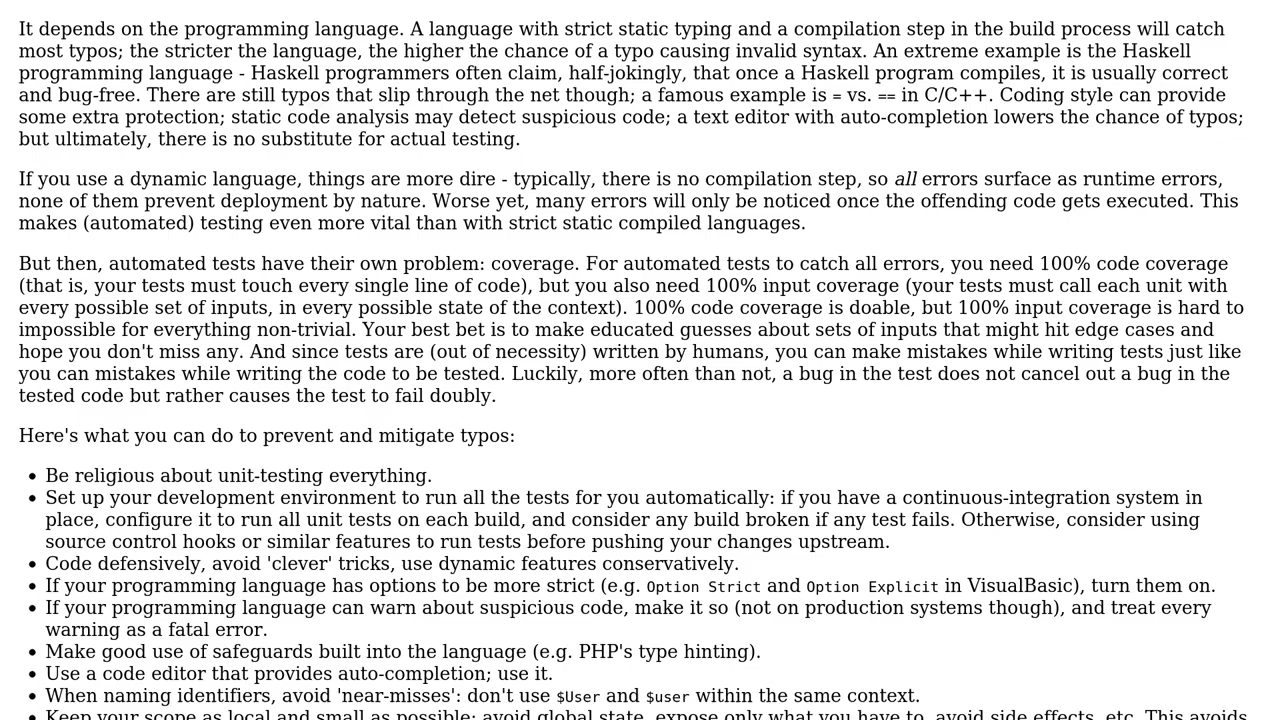 It depends on the programming language. A language with strict static typing and a compilation step in the build process will catch
most typos; the stricter the language, the higher the chance of a typo causing invalid syntax. An extreme example is the Haskell
programming language - Haskell programmers often claim, half-jokingly, that once a Haskell program compiles, it is usually correct
and bug-free. There are still typos that slip through the net though; a famous example is = vs. == in C/C++. Coding style can provide
some extra protection; static code analysis may detect suspicious code; a text editor with auto-completion lowers the chance of typos;
but ultimately, there is no substitute for actual testing.
If you use a dynamic language, things are more dire - typically, there is no compilation step, so all errors surface as runtime errors,
none of them prevent deployment by nature. Worse yet, many errors will only be noticed once the offending code gets executed. This
makes (automated) testing even more vital than with strict static compiled languages.
But then, automated tests have their own problem: coverage. For automated tests to catch all errors, you need 100% code coverage
(that is, your tests must touch every single line of code), but you also need 100% input coverage (your tests must call each unit with
every possible set of inputs, in every possible state of the context). 100% code coverage is doable, but 100% input coverage is hard to
impossible for everything non-trivial. Your best bet is to make educated guesses about sets of inputs that might hit edge cases and
hope you don't miss any. And since tests are (out of necessity) written by humans, you can make mistakes while writing tests just like
you can mistakes while writing the code to be tested. Luckily, more often than not, a bug in the test does not cancel out a bug in the
tested code but rather causes the test to fail doubly.
Here's what you can do to prevent and mitigate typos:
• Be religious about unit-testing everything.
• Set up your development environment to run all the tests for you automatically: if you have a continuous-integration system in
place, configure it to run all unit tests on each build, and consider any build broken if any test fails. Otherwise, consider using
source control hooks or similar features to run tests before pushing your changes upstream.
• Code defensively, avoid 'clever' tricks, use dynamic features conservatively.
• If your programming language has options to be more strict (e.g. Option Strict and Option Explicit in VisualBasic), turn them on.
• If your programming language can warn about suspicious code, make it so (not on production systems though), and treat every
warning as a fatal error.
• Make good use of safeguards built into the language (e.g. PHP's type hinting).
• Use a code editor that provides auto-completion; use it.
• When naming identifiers, avoid 'near-misses': don't use $User and $user within the same context.
• Keep your scope as local and small as possible: avoid global state, expose only what you have to, avoid side effects, etc. This avoids